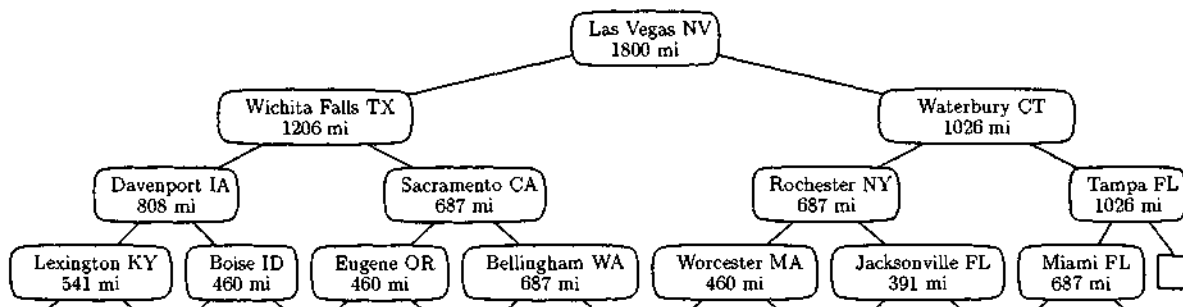 Las Vegas NV
1800 mi
Wichita Falls TX
1206 mi
Waterbury CT
1026 mi
Davenport IA
808 mi
Sacramento CA
687 mi
Rochester NY
687 mi
Tampa FL
1026 mi
Lexington KY
541 mi
Boise ID
460 mi
Eugene OR
460 mi
Bellingham WA
687 mi
Worcester MA
460 mi
Jacksonville FL
391 mi
Miami FL
687 mi